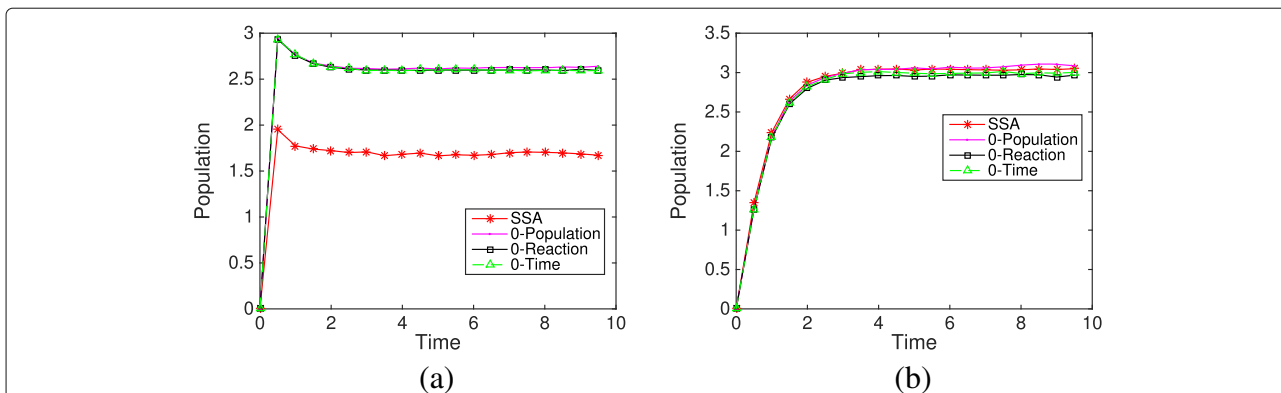 3
2.5
2
1.5
1
0.5
0
Population
0 2 4 6 8 10
Time
SSA
0-Population
0-Reaction
0-Time
(a)
3.5
3
2.5
2
1.5
1
0.5
0
Population
0 2 4 6 8 10
Time
SSA
0-Population
0-Reaction
0-Time
(b)